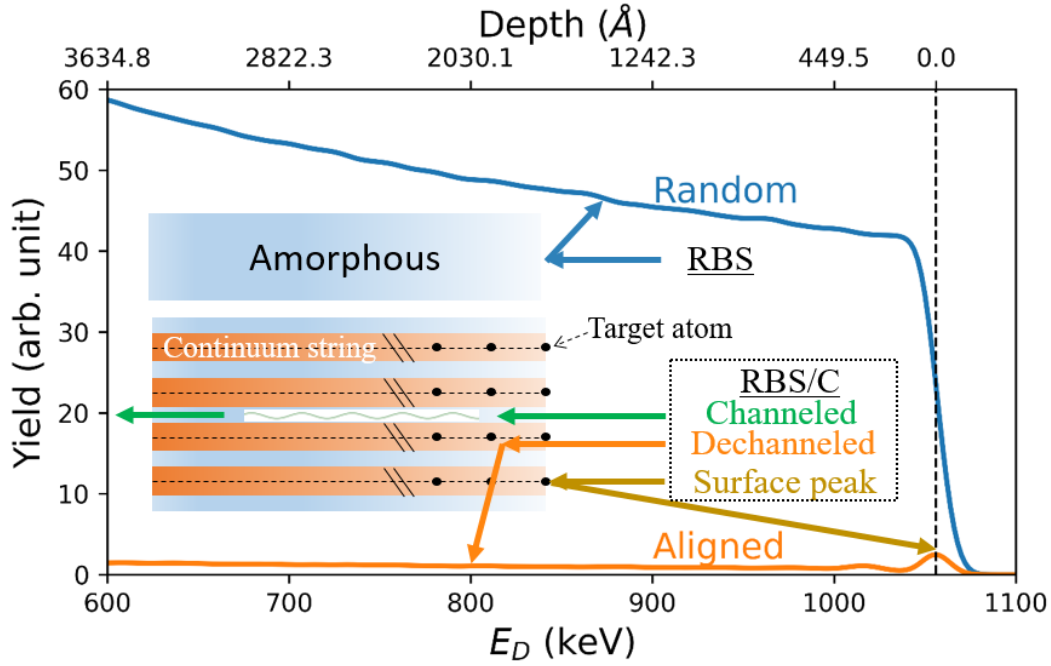 Depth (Å)
3634.8 2822.3 2030.1 1242.3 449.5 0.0
60
50
40
30
20
10
0
Yield (arb. unit)
Random
Amorphous
RBS
Target atom
Continuum string
RBS/C
Channeled
Dechanneled
Surface peak
Aligned
600 700 800 900 1000 1100
E_D (keV)